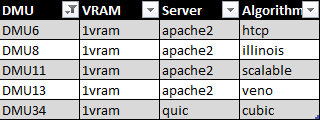 DMU VRAM Server Algorithm
DMU6 1vram apache2 htcp
DMU8 1vram apache2 illinois
DMU11 1vram apache2 scalable
DMU13 1vram apache2 veno
DMU34 1vram quic cubic